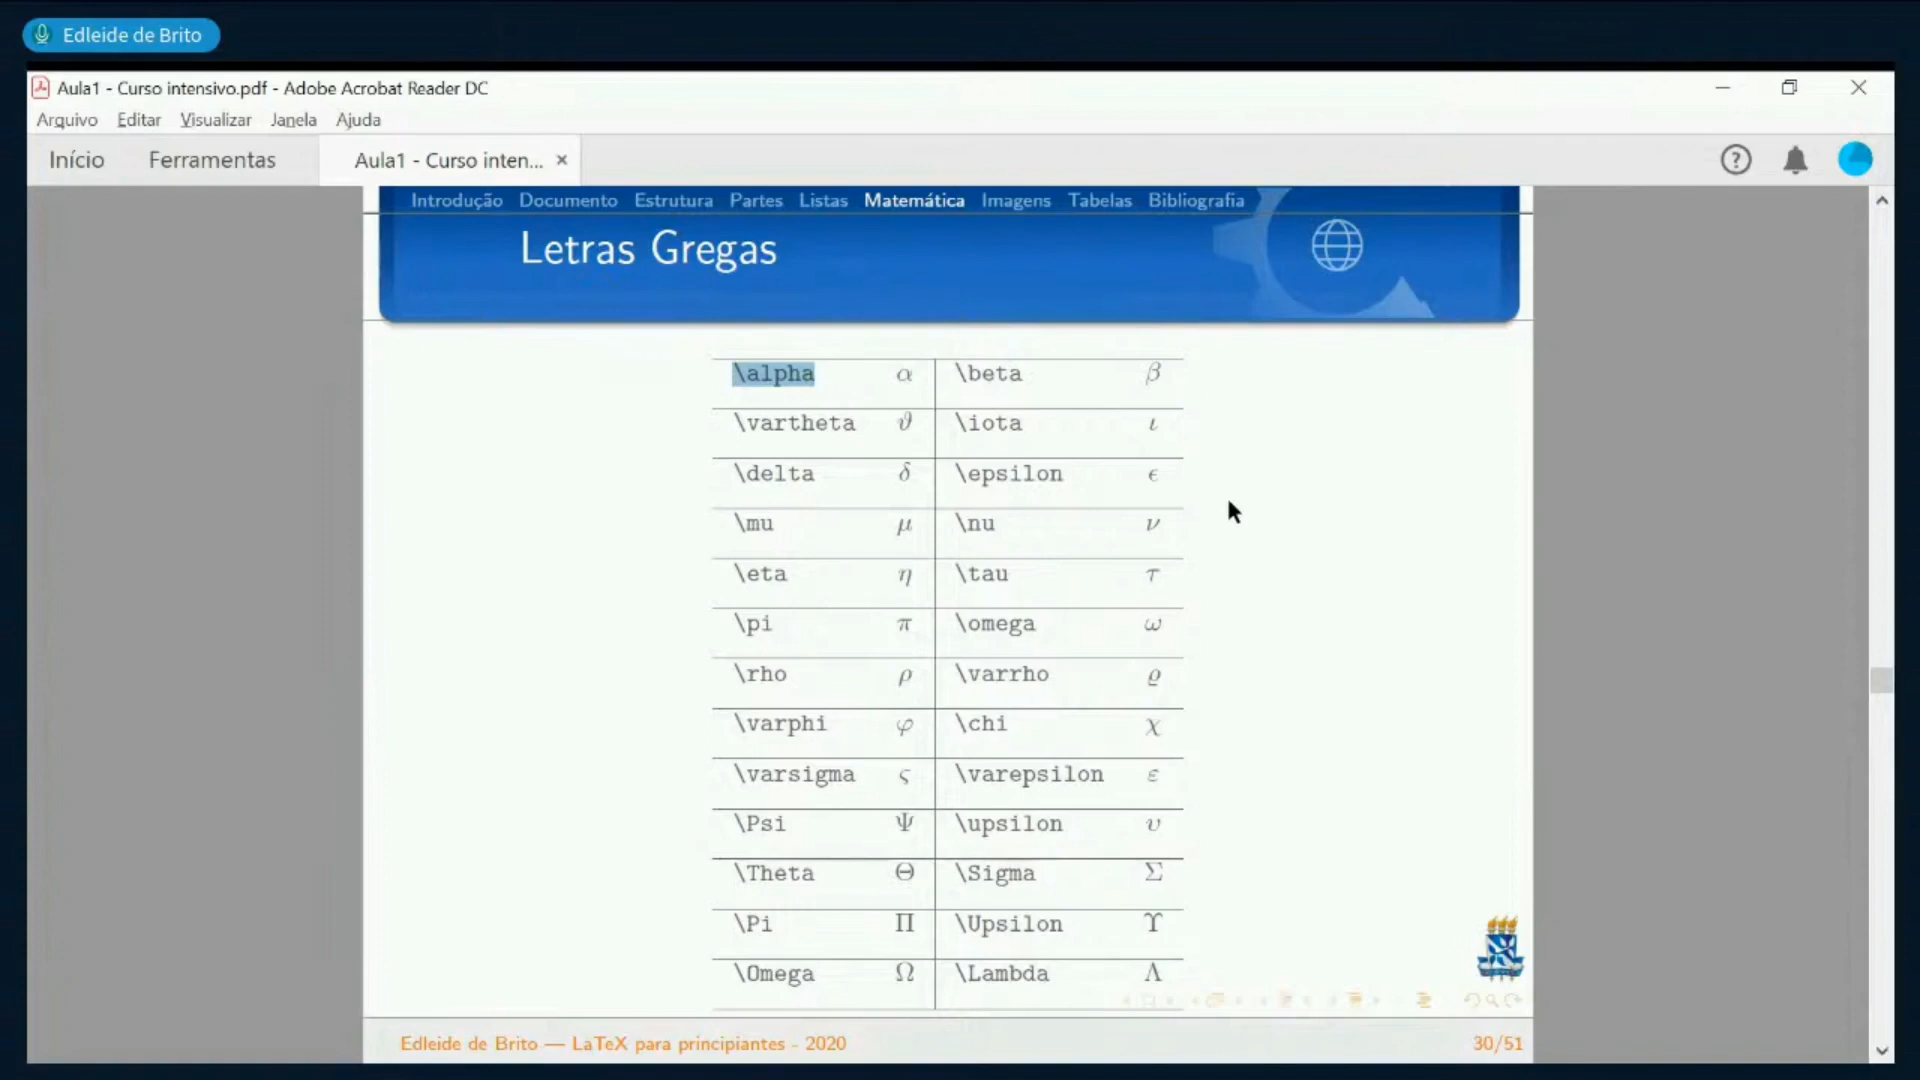 Edleide de Brito
Aula1 - Curso intensivo.pdf - Adobe Acrobat Reader DC
Arquivo Editar Visualizar Janela Ajuda
Início Ferramentas Aula1 - Curso inten... ×
Introdução Documento Estrutura Partes Listas Matemática Imagens Tabelas Bibliografia
Letras Gregas
\alpha α \beta β
\vartheta ϑ \iota ι
\delta δ \epsilon ϵ
\mu μ \nu ν
\eta η \tau τ
\pi π \omega ω
\rho ρ \varrho ϱ
\varphi φ \chi χ
\varsigma ς \varepsilon ε
\Psi Ψ \upsilon υ
\Theta Θ \Sigma Σ
\Pi Π \Upsilon ϒ
\Omega Ω \Lambda Λ
Edleide de Brito — LaTeX para principiantes - 2020 30/51